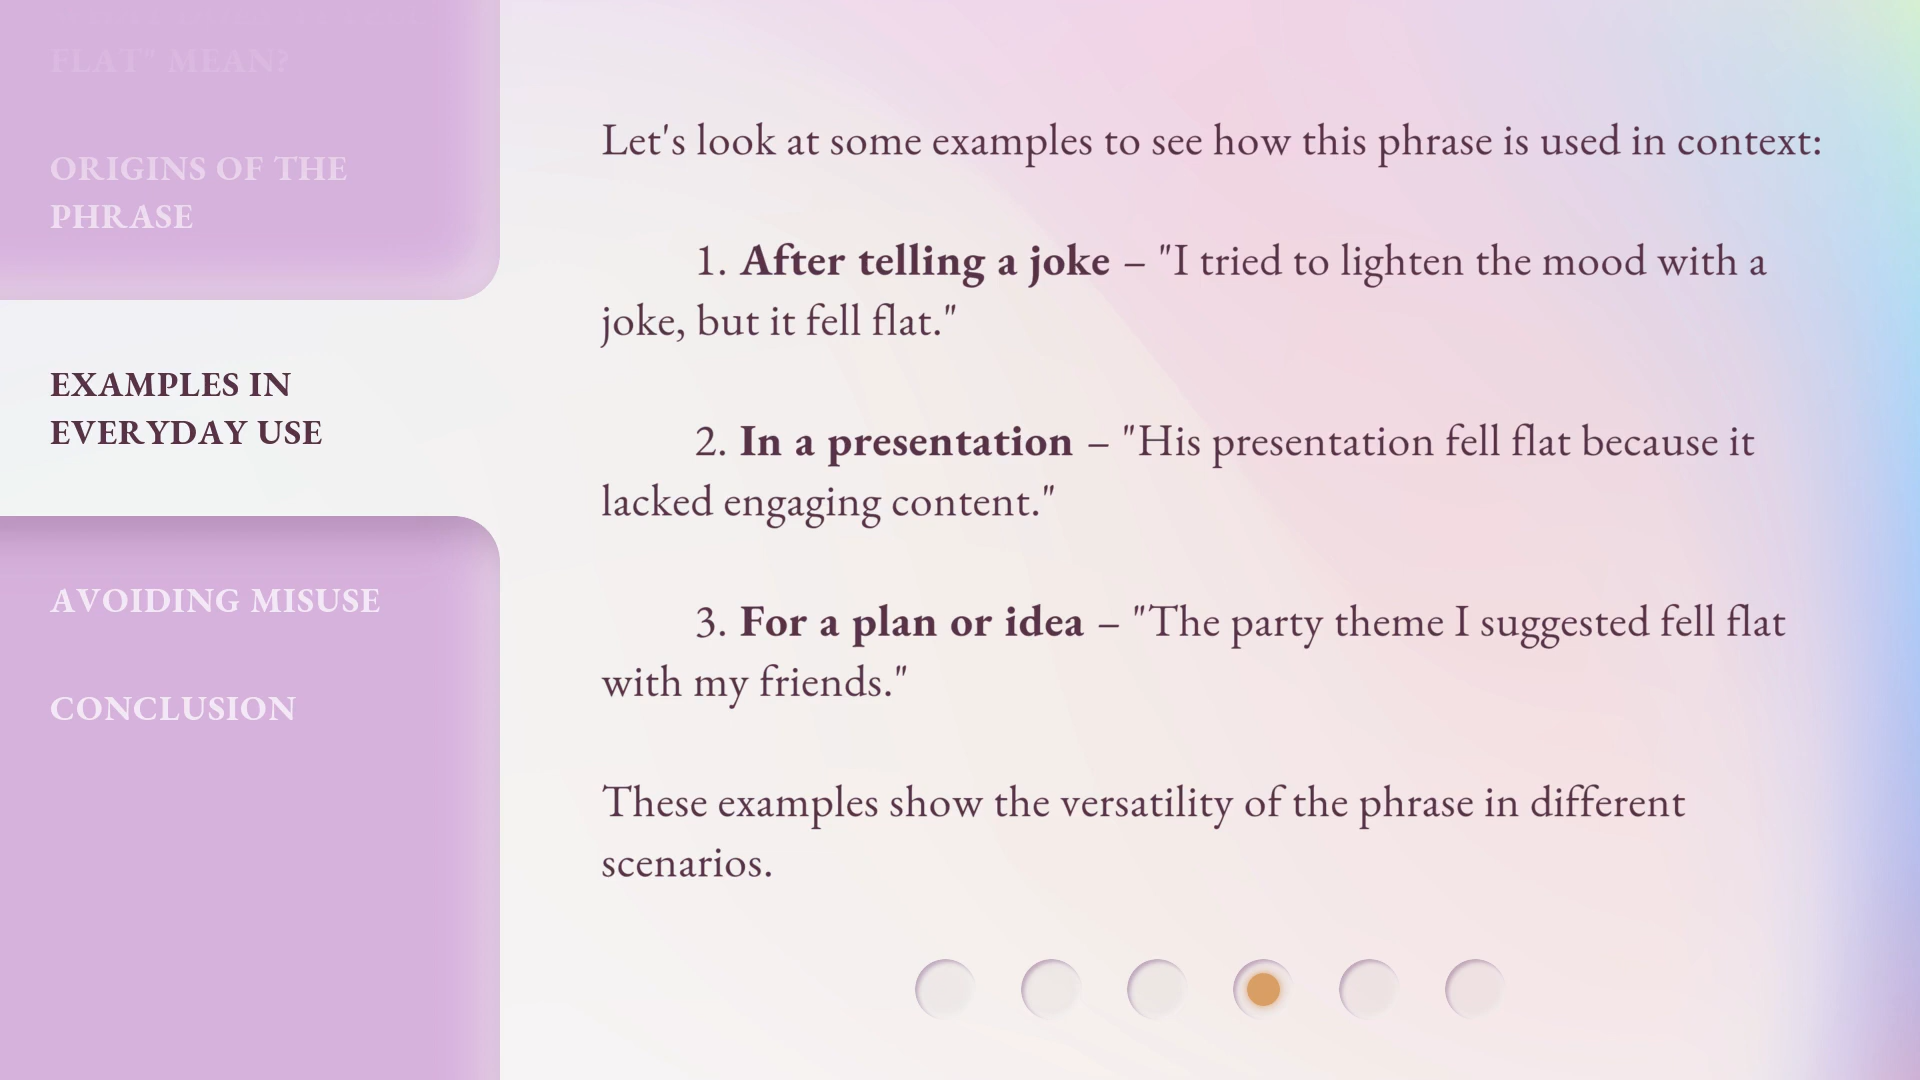 FLAT" MEAN?
ORIGINS OF THE
PHRASE
EXAMPLES IN
EVERYDAY USE
AVOIDING MISUSE
CONCLUSION
Let's look at some examples to see how this phrase is used in context:
1. After telling a joke – "I tried to lighten the mood with a
joke, but it fell flat."
2. In a presentation – "His presentation fell flat because it
lacked engaging content."
3. For a plan or idea – "The party theme I suggested fell flat
with my friends."
These examples show the versatility of the phrase in different
scenarios.